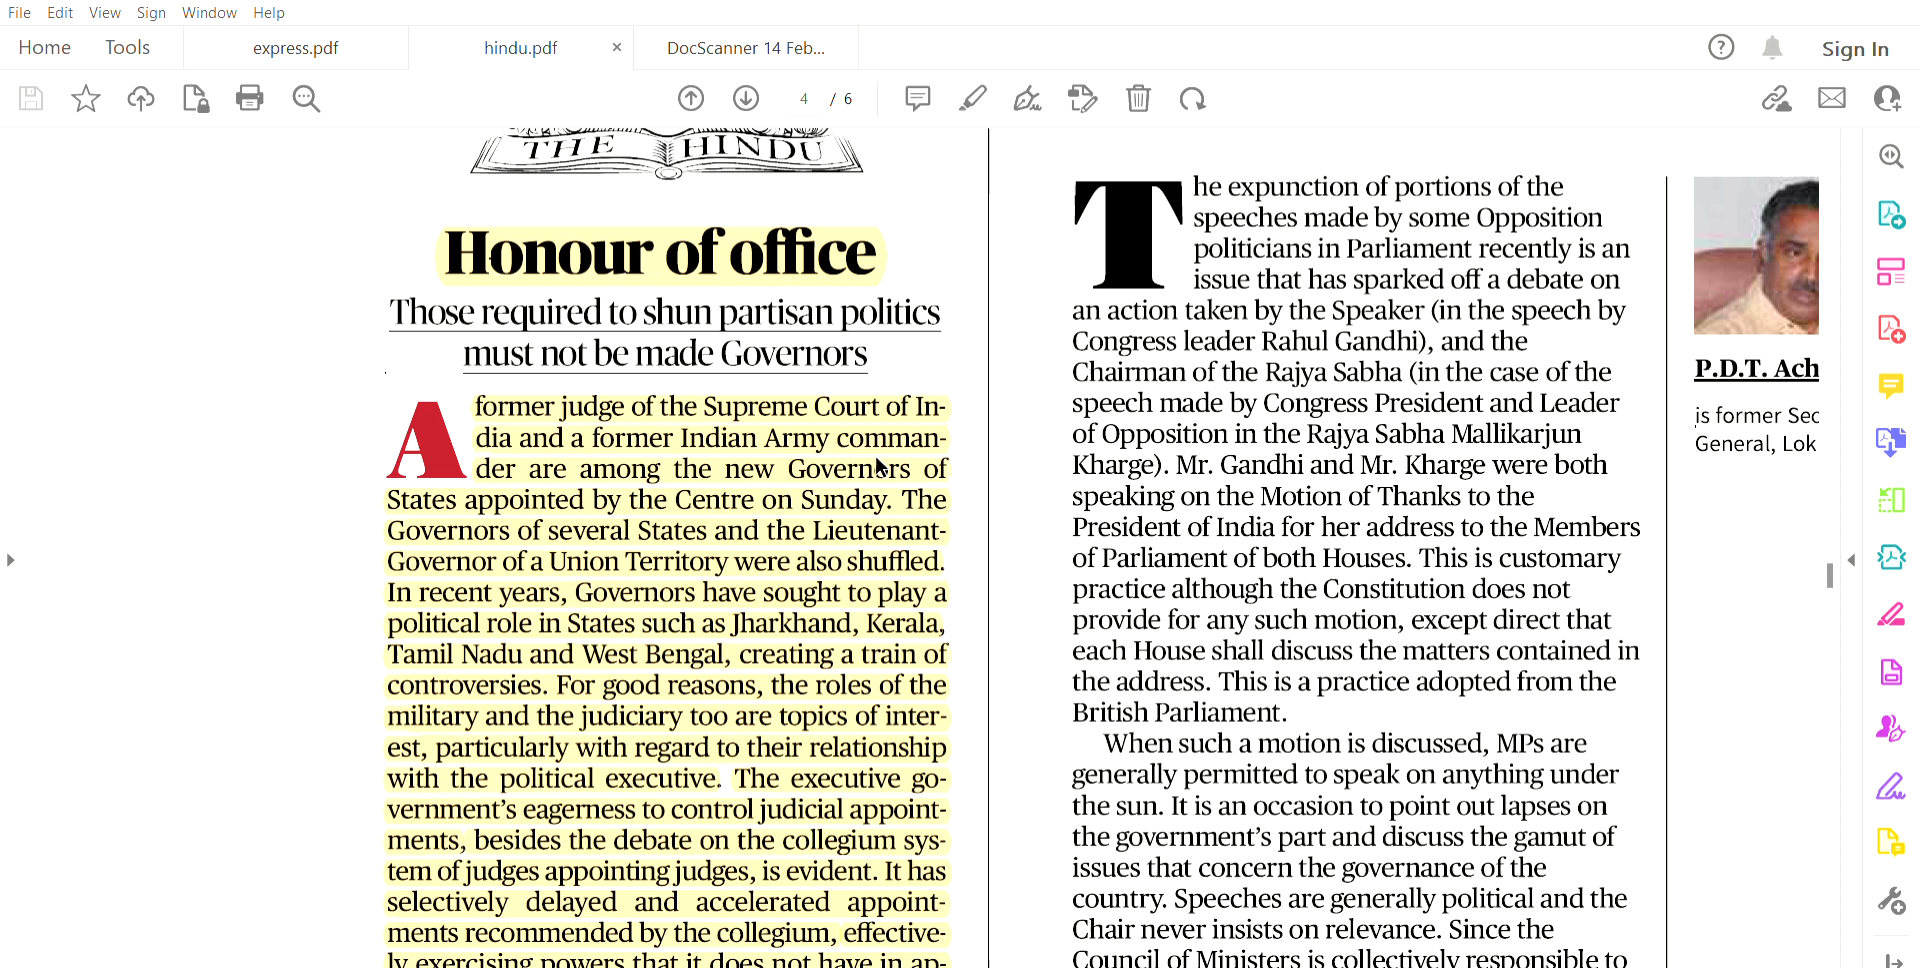 File Edit View Sign Window Help
Home Tools express.pdf hindu.pdf × DocScanner 14 Feb... Sign In
4 / 6
THE HINDU
Honour of office
Those required to shun partisan politics
must not be made Governors
A former judge of the Supreme Court of In-
dia and a former Indian Army comman-
der are among the new Governors of
States appointed by the Centre on Sunday. The
Governors of several States and the Lieutenant-
Governor of a Union Territory were also shuffled.
In recent years, Governors have sought to play a
political role in States such as Jharkhand, Kerala,
Tamil Nadu and West Bengal, creating a train of
controversies. For good reasons, the roles of the
military and the judiciary too are topics of inter-
est, particularly with regard to their relationship
with the political executive. The executive go-
vernment's eagerness to control judicial appoint-
ments, besides the debate on the collegium sys-
tem of judges appointing judges, is evident. It has
selectively delayed and accelerated appoint-
ments recommended by the collegium, effective-
ly exercising powers that it does not have in ap-
The expunction of portions of the
speeches made by some Opposition
politicians in Parliament recently is an
issue that has sparked off a debate on
an action taken by the Speaker (in the speech by
Congress leader Rahul Gandhi), and the
Chairman of the Rajya Sabha (in the case of the
speech made by Congress President and Leader
of Opposition in the Rajya Sabha Mallikarjun
Kharge). Mr. Gandhi and Mr. Kharge were both
speaking on the Motion of Thanks to the
President of India for her address to the Members
of Parliament of both Houses. This is customary
practice although the Constitution does not
provide for any such motion, except direct that
each House shall discuss the matters contained in
the address. This is a practice adopted from the
British Parliament.
When such a motion is discussed, MPs are
generally permitted to speak on anything under
the sun. It is an occasion to point out lapses on
the government's part and discuss the gamut of
issues that concern the governance of the
country. Speeches are generally political and the
Chair never insists on relevance. Since the
Council of Ministers is collectively responsible to
P.D.T. Ach
is former Sec
General, Lok